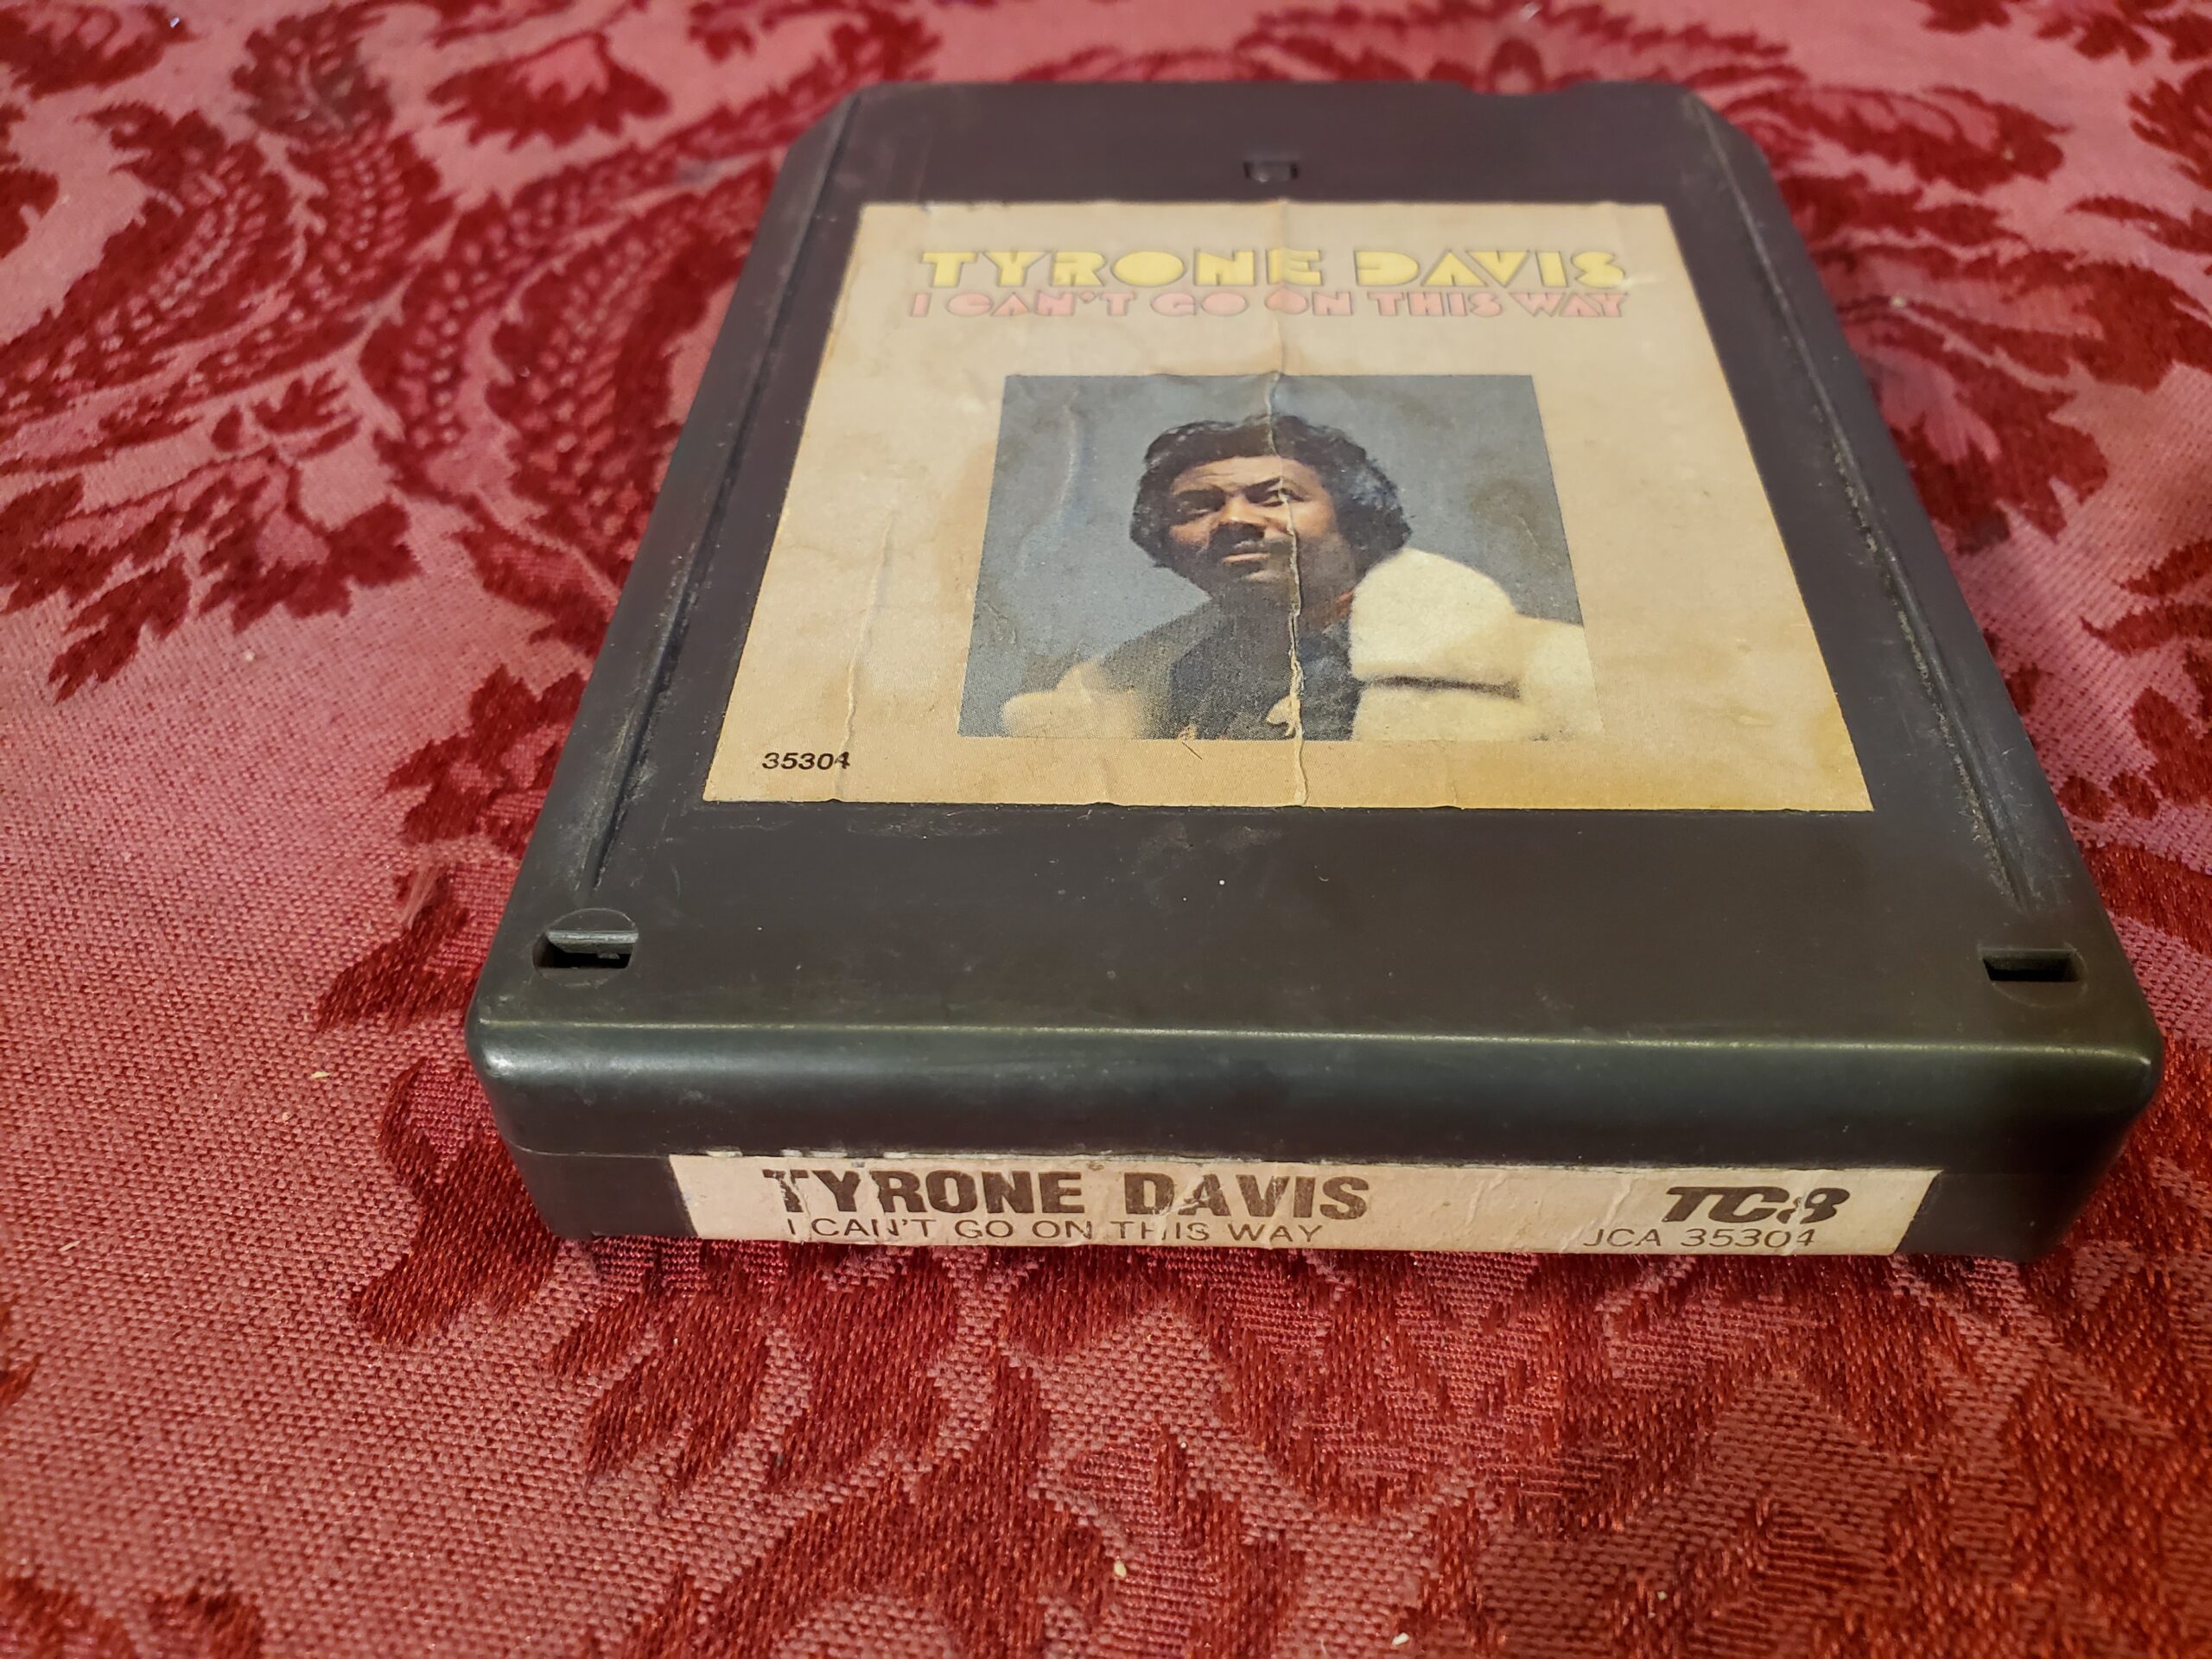 TYRONE DAVIS
I CAN'T GO ON THIS WAY
35304
TYRONE DAVIS
I CAN'T GO ON THIS WAY
TC8
JCA 35304